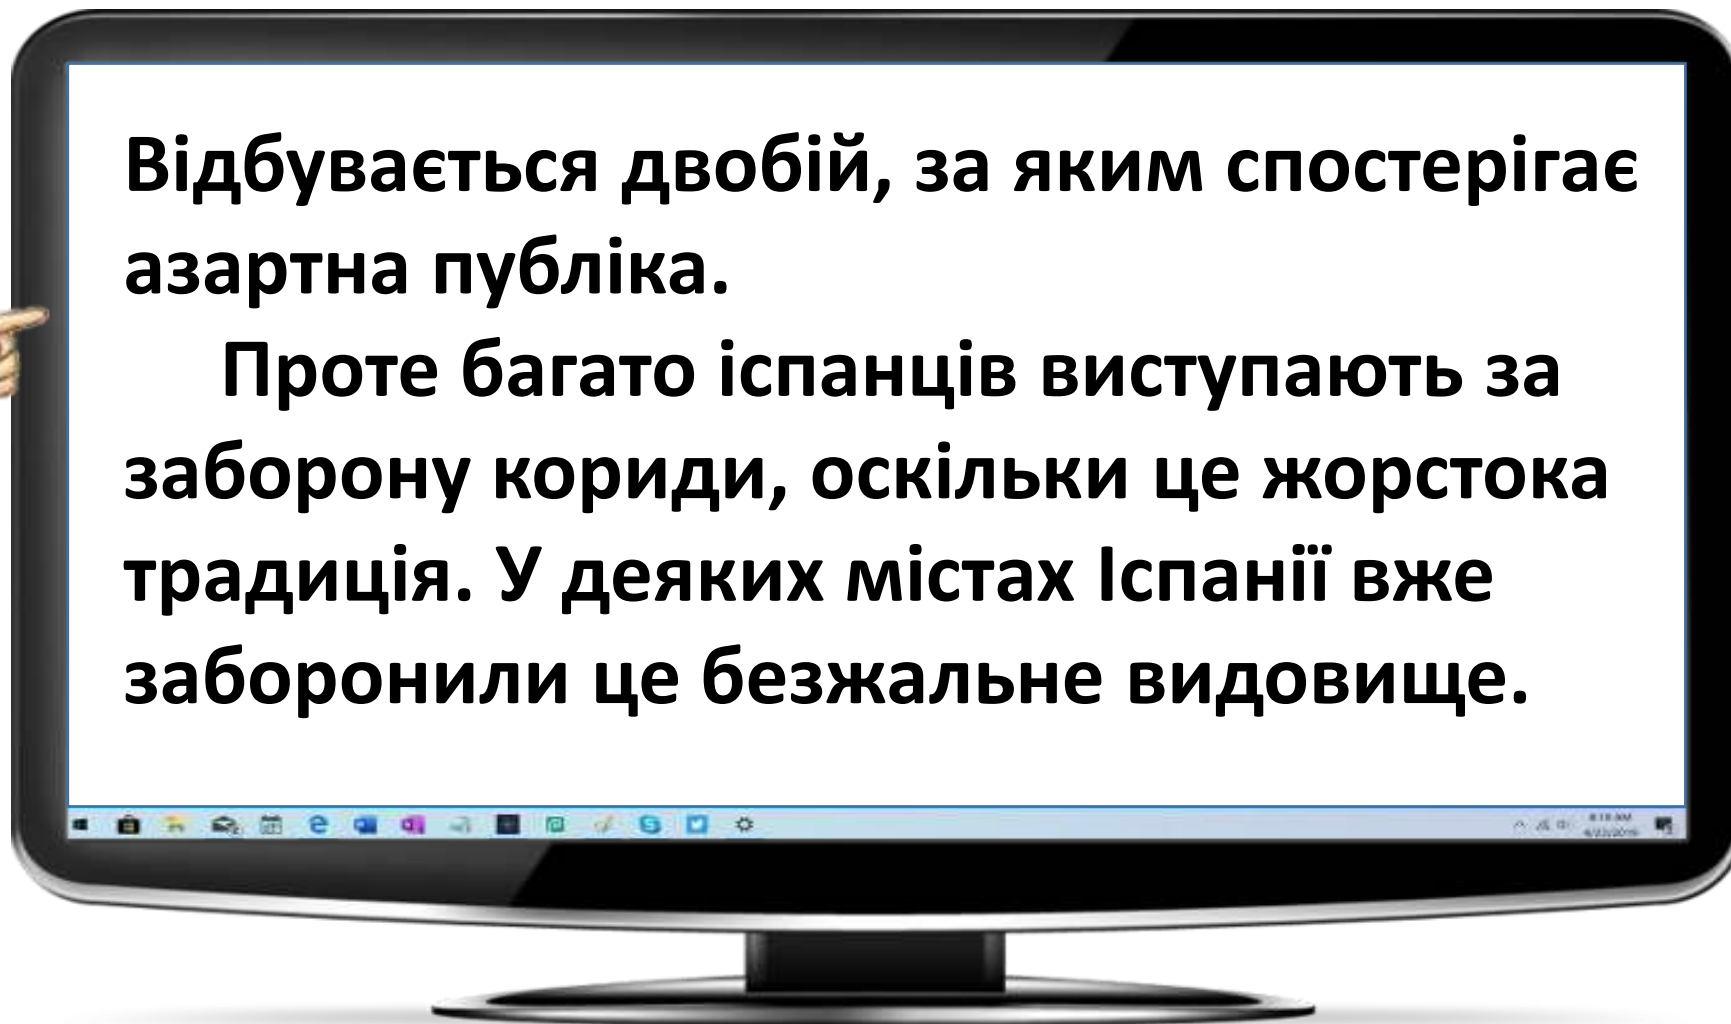 Відбувається двобій, за яким спостерігає
азартна публіка.
Проте багато іспанців виступають за
заборону кориди, оскільки це жорстока
традиція. У деяких містах Іспанії вже
заборонили це безжальне видовище.